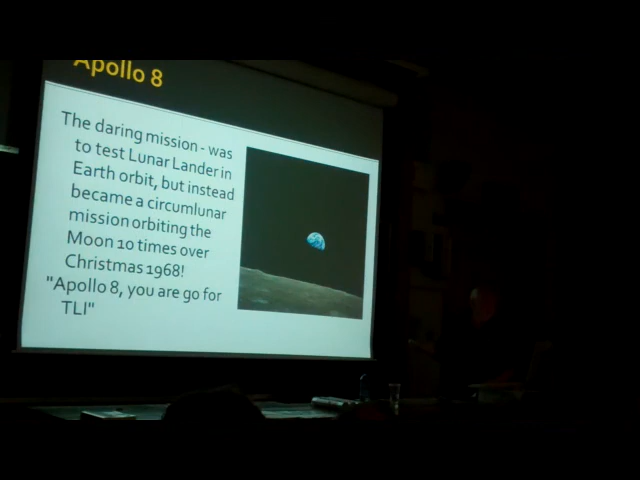 Apollo 8
The daring mission - was
to test Lunar Lander in
Earth orbit, but instead
became a circumlunar
mission orbiting the
Moon 10 times over
Christmas 1968!
"Apollo 8, you are go for
TLI"